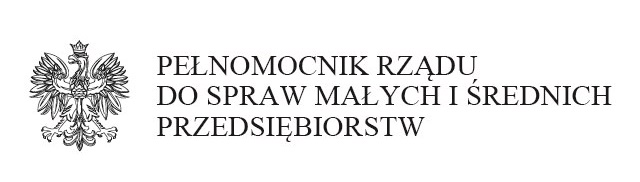 PEŁNOMOCNIK RZĄDU
DO SPRAW MAŁYCH I ŚREDNICH
PRZEDSIĘBIORSTW